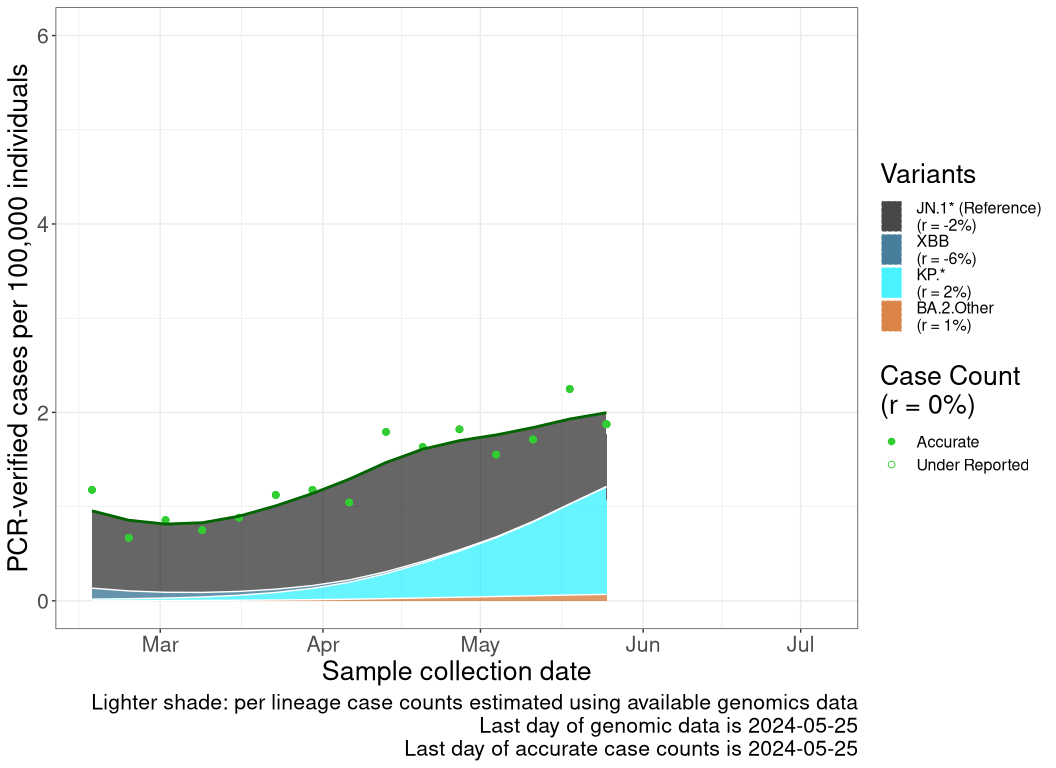 PCR-verified cases per 100,000 individuals
6
4
2
0
Mar
Apr
May
Jun
Jul
Sample collection date
Lighter shade: per lineage case counts estimated using available genomics data
Last day of genomic data is 2024-05-25
Last day of accurate case counts is 2024-05-25
Variants
JN.1* (Reference)
(r = -2%)
XBB
(r = -6%)
KP.*
(r = 2%)
BA.2.Other
(r = 1%)
Case Count
(r = 0%)
Accurate
Under Reported